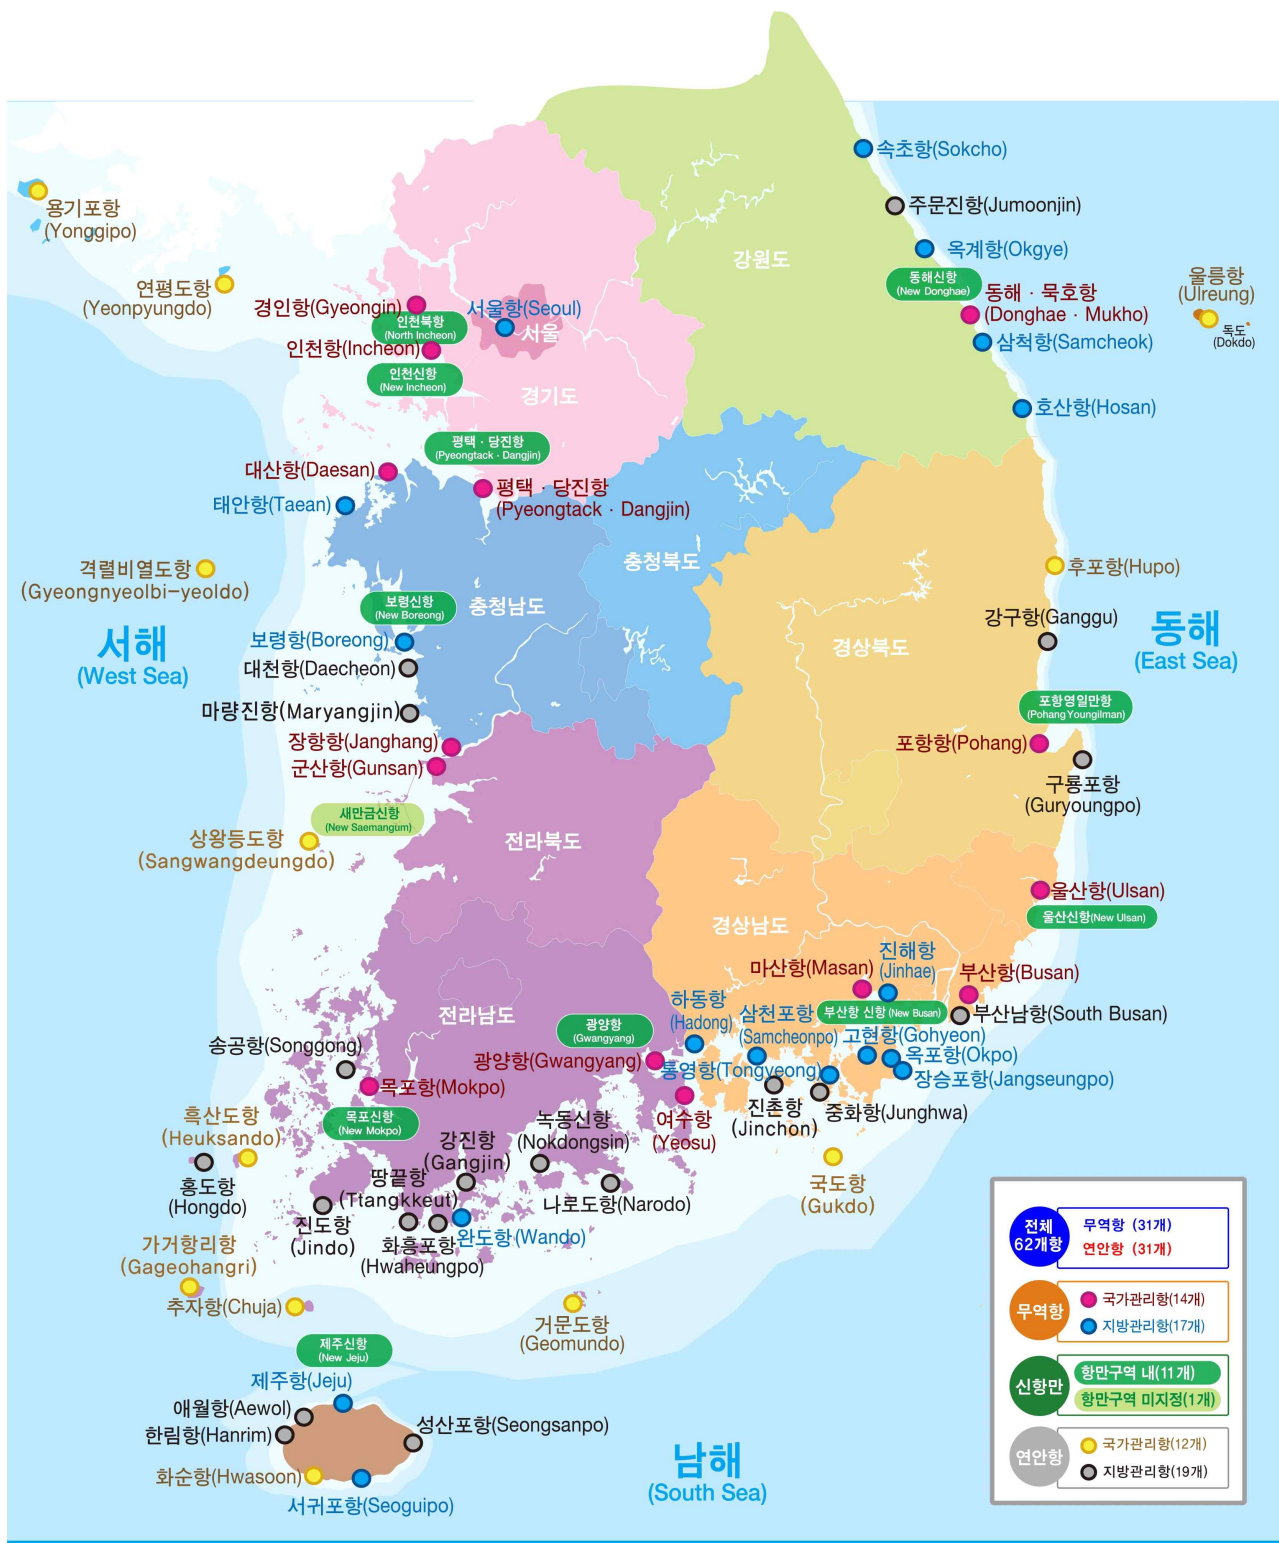 속초항(Sokcho)
주문진항(Jumoonjin)
용기포항
(Yonggipo)
옥계항(Okgye)
강원도
연평도항
(Yeonpyungdo)
동해신항
(New Donghae)
울릉항
(Ulreung)
동해 · 묵호항
(Donghae · Mukho)
독도
(Dokdo)
경인항(Gyeongin)
서울항(Seoul)
인천북항
(North Incheon)
서울
인천항(Incheon)
삼척항(Samcheok)
인천신항
(New Incheon)
경기도
호산항(Hosan)
평택 · 당진항
(Pyeongtack · Dangjin)
대산항(Daesan)
평택 · 당진항
(Pyeongtack · Dangjin)
태안항(Taean)
격렬비열도항
(Gyeongnyeolbi-yeoldo)
충청북도
후포항(Hupo)
보령신항
(New Boreong)
충청남도
강구항(Ganggu)
서해
(West Sea)
보령항(Boreong)
경상북도
동해
(East Sea)
대천항(Daecheon)
마량진항(Maryangjin)
포항영일만항
(Pohang Youngilman)
장항항(Janghang)
포항항(Pohang)
군산항(Gunsan)
구룡포항
(Guryoungpo)
새만금신항
(New Saemangum)
상왕등도항
(Sangwangdeungdo)
전라북도
울산항(Ulsan)
울산신항(New Ulsan)
경상남도
진해항
(Jinhae)
마산항(Masan)
부산항(Busan)
하동항
(Hadong)
삼천포항
(Samcheonpo)
부산항 신항 (New Busan)
부산남항(South Busan)
전라남도
광양항
(Gwangyang)
고현항(Gohyeon)
송공항(Songgong)
광양항(Gwangyang)
옥포항(Okpo)
통영항(Tongyeong)
장승포항(Jangseungpo)
목포항(Mokpo)
진촌항
(Jinchon)
중화항(Junghwa)
흑산도항
(Heuksando)
목포신항
(New Mokpo)
여수항
(Yeosu)
녹동신항
(Nokdongsin)
강진항
(Gangjin)
홍도항
(Hongdo)
땅끝항
(Ttangkkeut)
국도항
(Gukdo)
나로도항(Narodo)
진도항
(Jindo)
완도항(Wando)
화흥포항
(Hwaheungpo)
가거항리항
(Gageohangri)
추자항(Chuja)
거문도항
(Geomundo)
제주신항
(New Jeju)
제주항(Jeju)
애월항(Aewol)
성산포항(Seongsanpo)
한림항(Hanrim)
화순항(Hwasoon)
서귀포항(Seoguipo)
남해
(South Sea)
전체
62개항
무역항 (31개)
연안항 (31개)
무역항
국가관리항(14개)
지방관리항(17개)
신항만
항만구역 내(11개)
항만구역 미지정(1개)
연안항
국가관리항(12개)
지방관리항(19개)